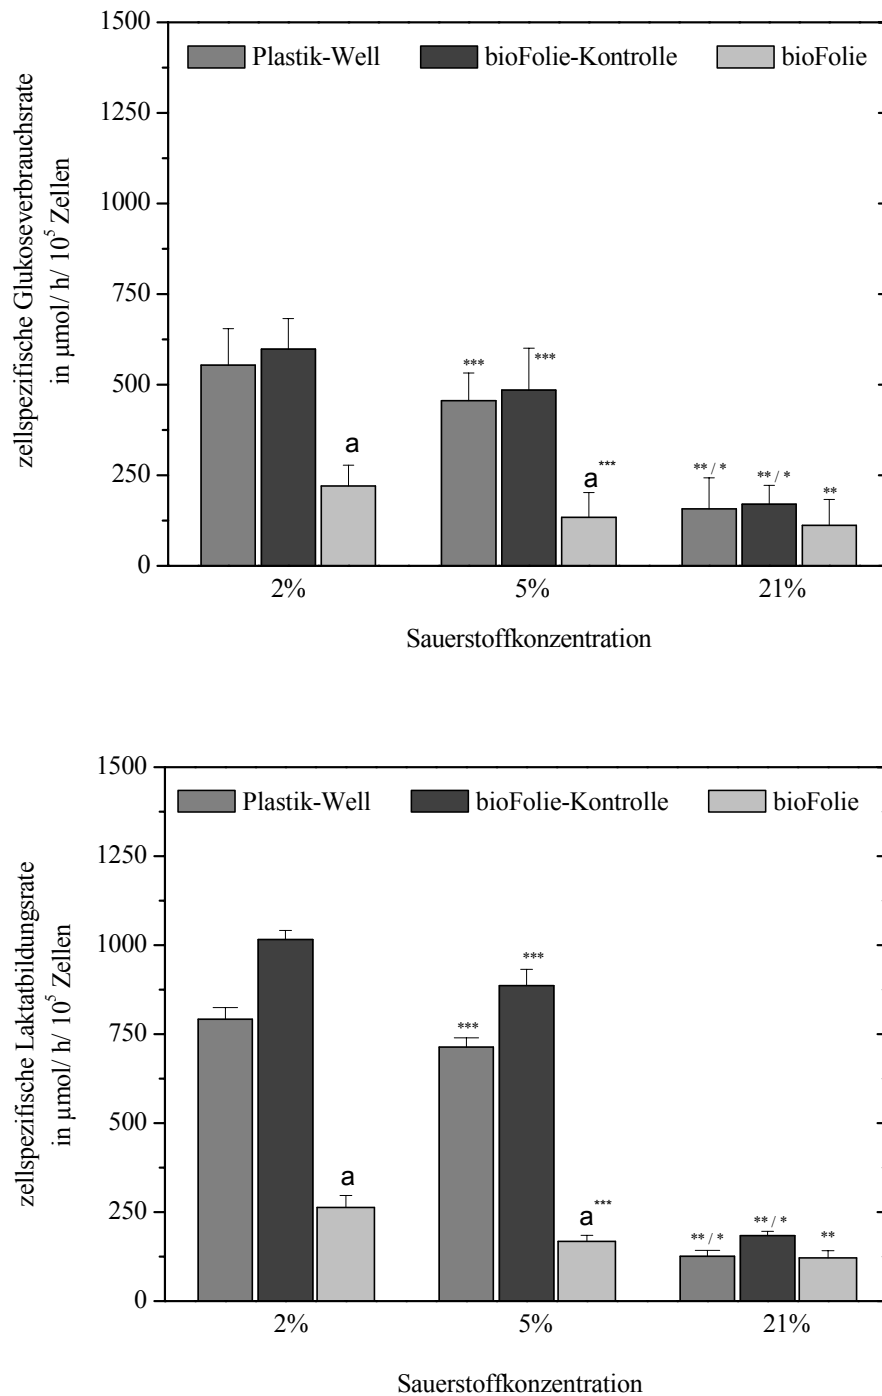 1500
1250
1000
750
500
250
0
zellspezifische Glukoseverbrauchsrate
in µmol/ h/ 10⁵ Zellen
Plastik-Well bioFolie-Kontrolle bioFolie
a
***
***
a ***
** / *
** / *
**
2% 5% 21%
Sauerstoffkonzentration
1500
1250
1000
750
500
250
0
zellspezifische Laktatbildungsrate
in µmol/ h/ 10⁵ Zellen
Plastik-Well bioFolie-Kontrolle bioFolie
a
***
***
a ***
** / *
** / *
**
2% 5% 21%
Sauerstoffkonzentration